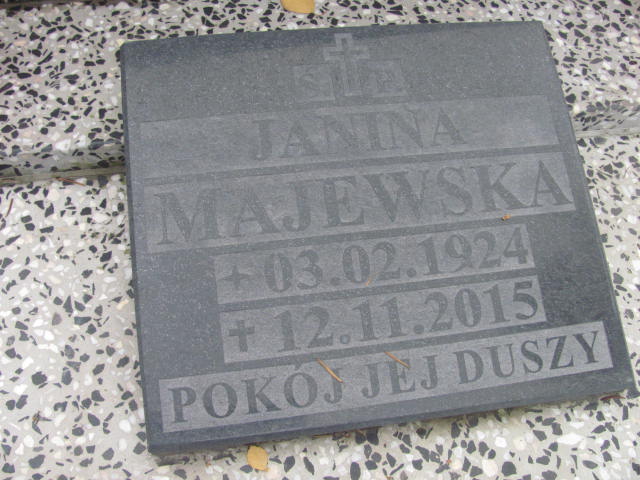 Ś P
JANINA
MAJEWSKA
+ 03.02.1924
+ 12.11.2015
POKÓJ JEJ DUSZY